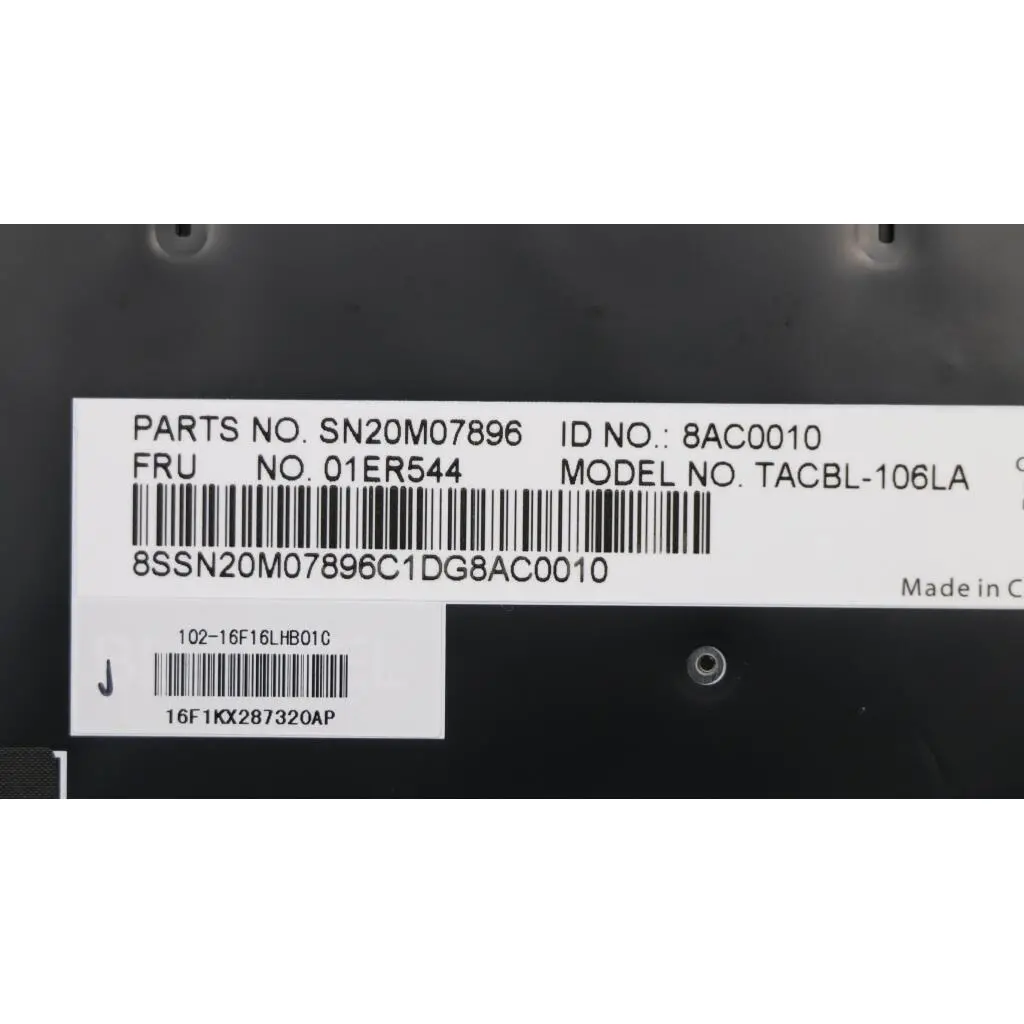 PARTS NO. SN20M07896 ID NO.: 8AC0010
FRU NO. 01ER544 MODEL NO. TACBL-106LA
8SSN20M07896C1DG8AC0010
Made in C
102-16F16LHB01C
J
16F1KX287320AP